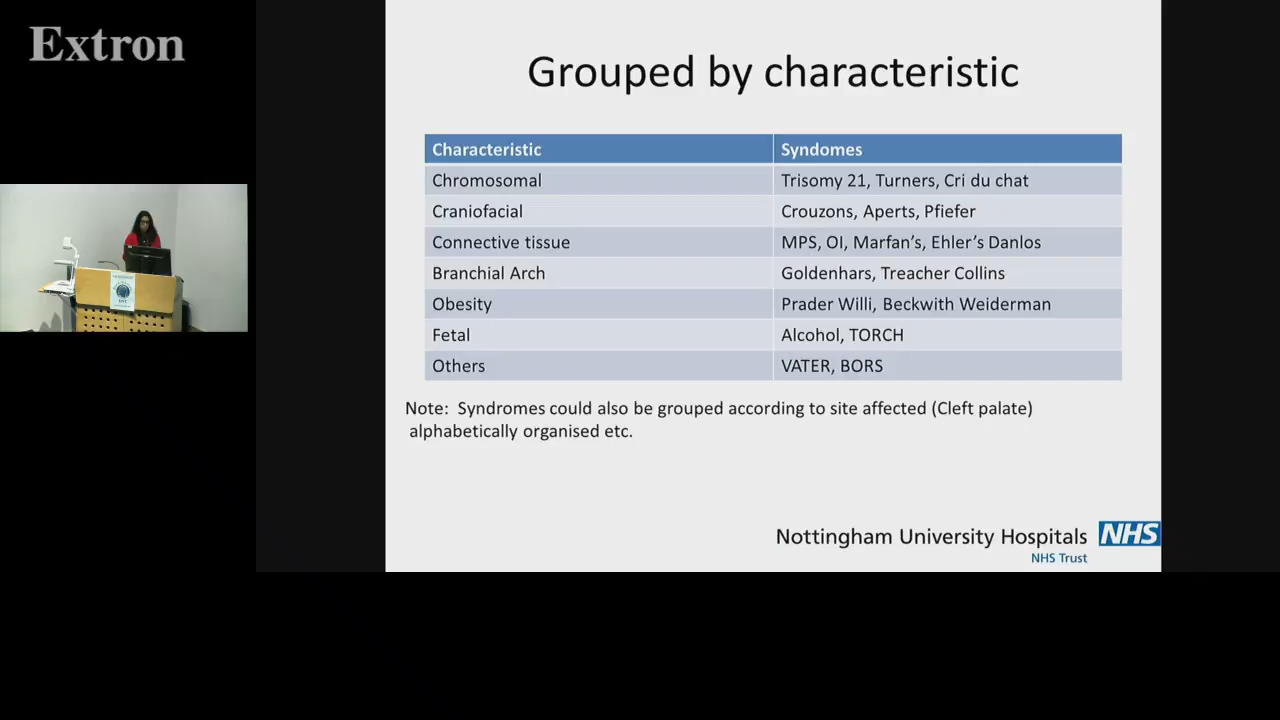 Extron
Grouped by characteristic
Characteristic Syndomes
Chromosomal Trisomy 21, Turners, Cri du chat
Craniofacial Crouzons, Aperts, Pfiefer
Connective tissue MPS, OI, Marfan's, Ehler's Danlos
Branchial Arch Goldenhars, Treacher Collins
Obesity Prader Willi, Beckwith Weiderman
Fetal Alcohol, TORCH
Others VATER, BORS
Note: Syndromes could also be grouped according to site affected (Cleft palate)
alphabetically organised etc.
Nottingham University Hospitals NHS
NHS Trust